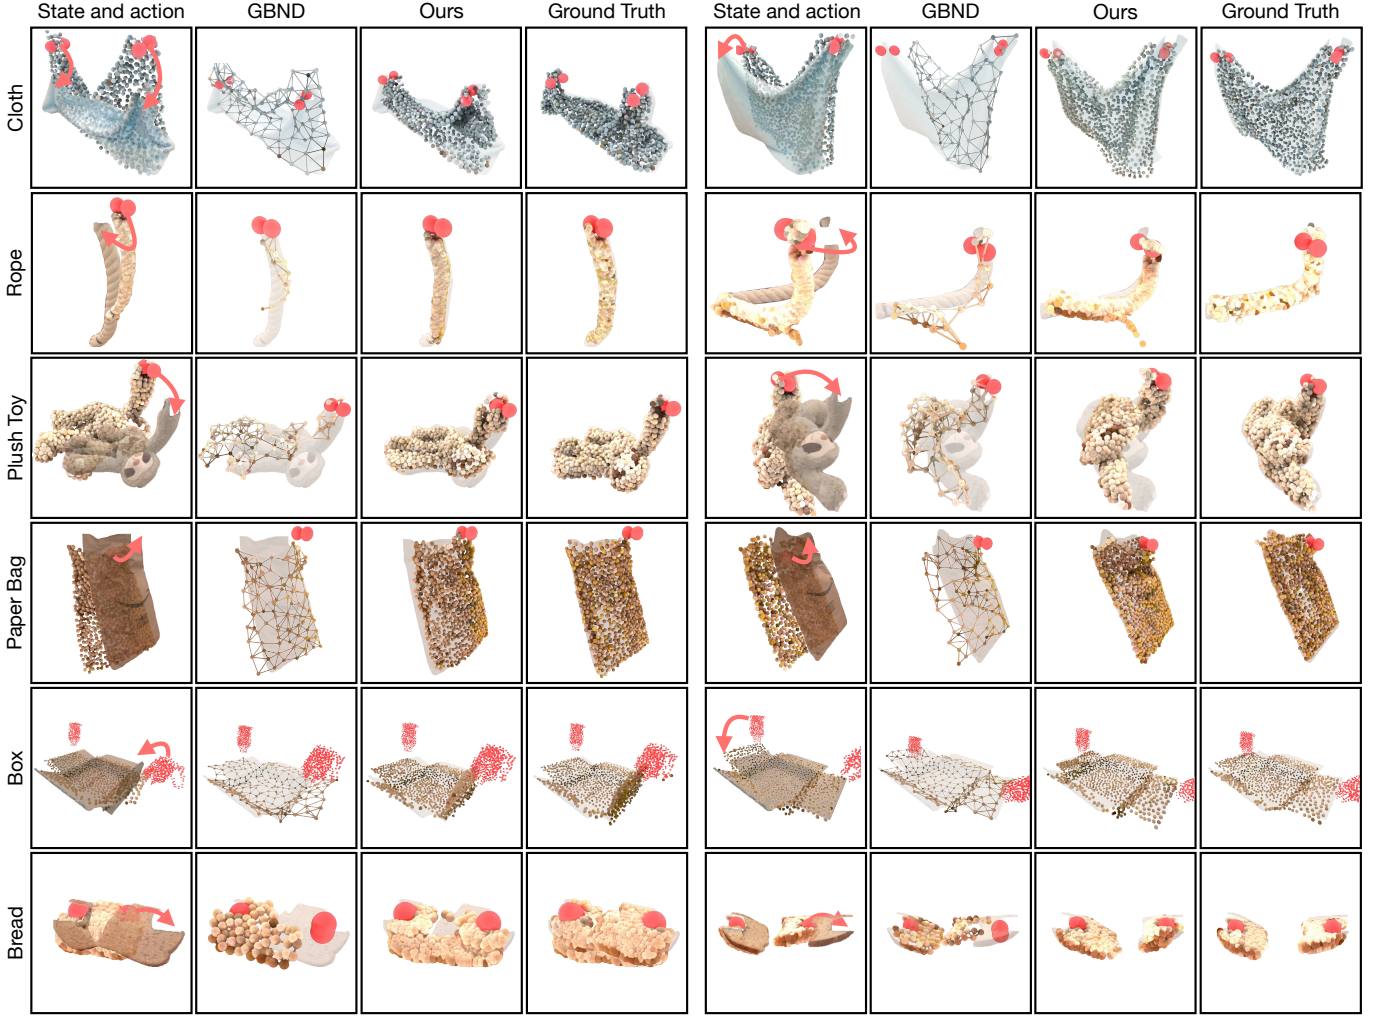 State and action GBND Ours Ground Truth State and action GBND Ours Ground Truth
Cloth
Rope
Plush Toy
Paper Bag
Box
Bread